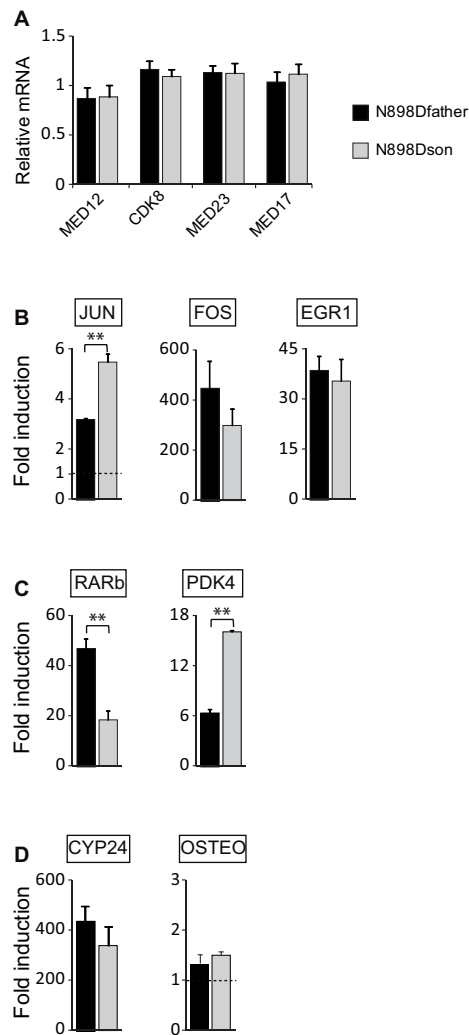 A
Relative mRNA
1.5
1
0.5
0
MED12
CDK8
MED23
MED17
N898Dfather
N898Dson
B
JUN
FOS
EGR1
Fold induction
**
6
4
2
1
0
600
400
200
0
45
30
15
0
C
RARb
PDK4
Fold induction
**
**
60
40
20
0
18
12
6
0
D
CYP24
OSTEO
Fold induction
600
400
200
0
3
2
1
0